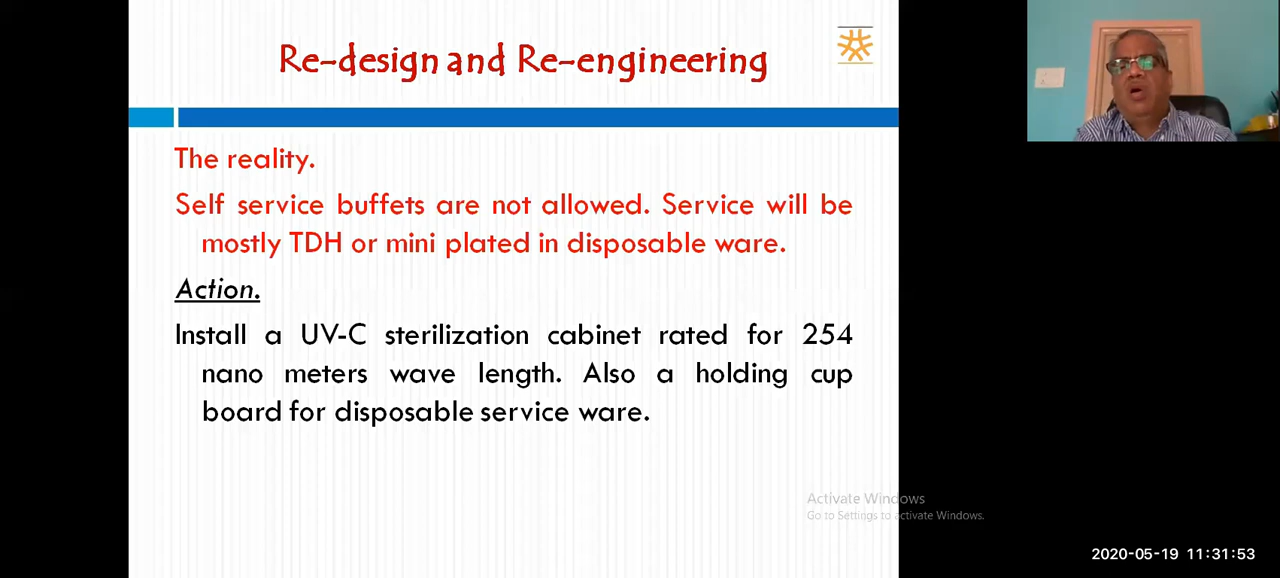 Re-design and Re-engineering
The reality.
Self service buffets are not allowed. Service will be
mostly TDH or mini plated in disposable ware.
Action.
Install a UV-C sterilization cabinet rated for 254
nano meters wave length. Also a holding cup
board for disposable service ware.
Activate Windows
Go to Settings to activate Windows.
2020-05-19 11:31:53